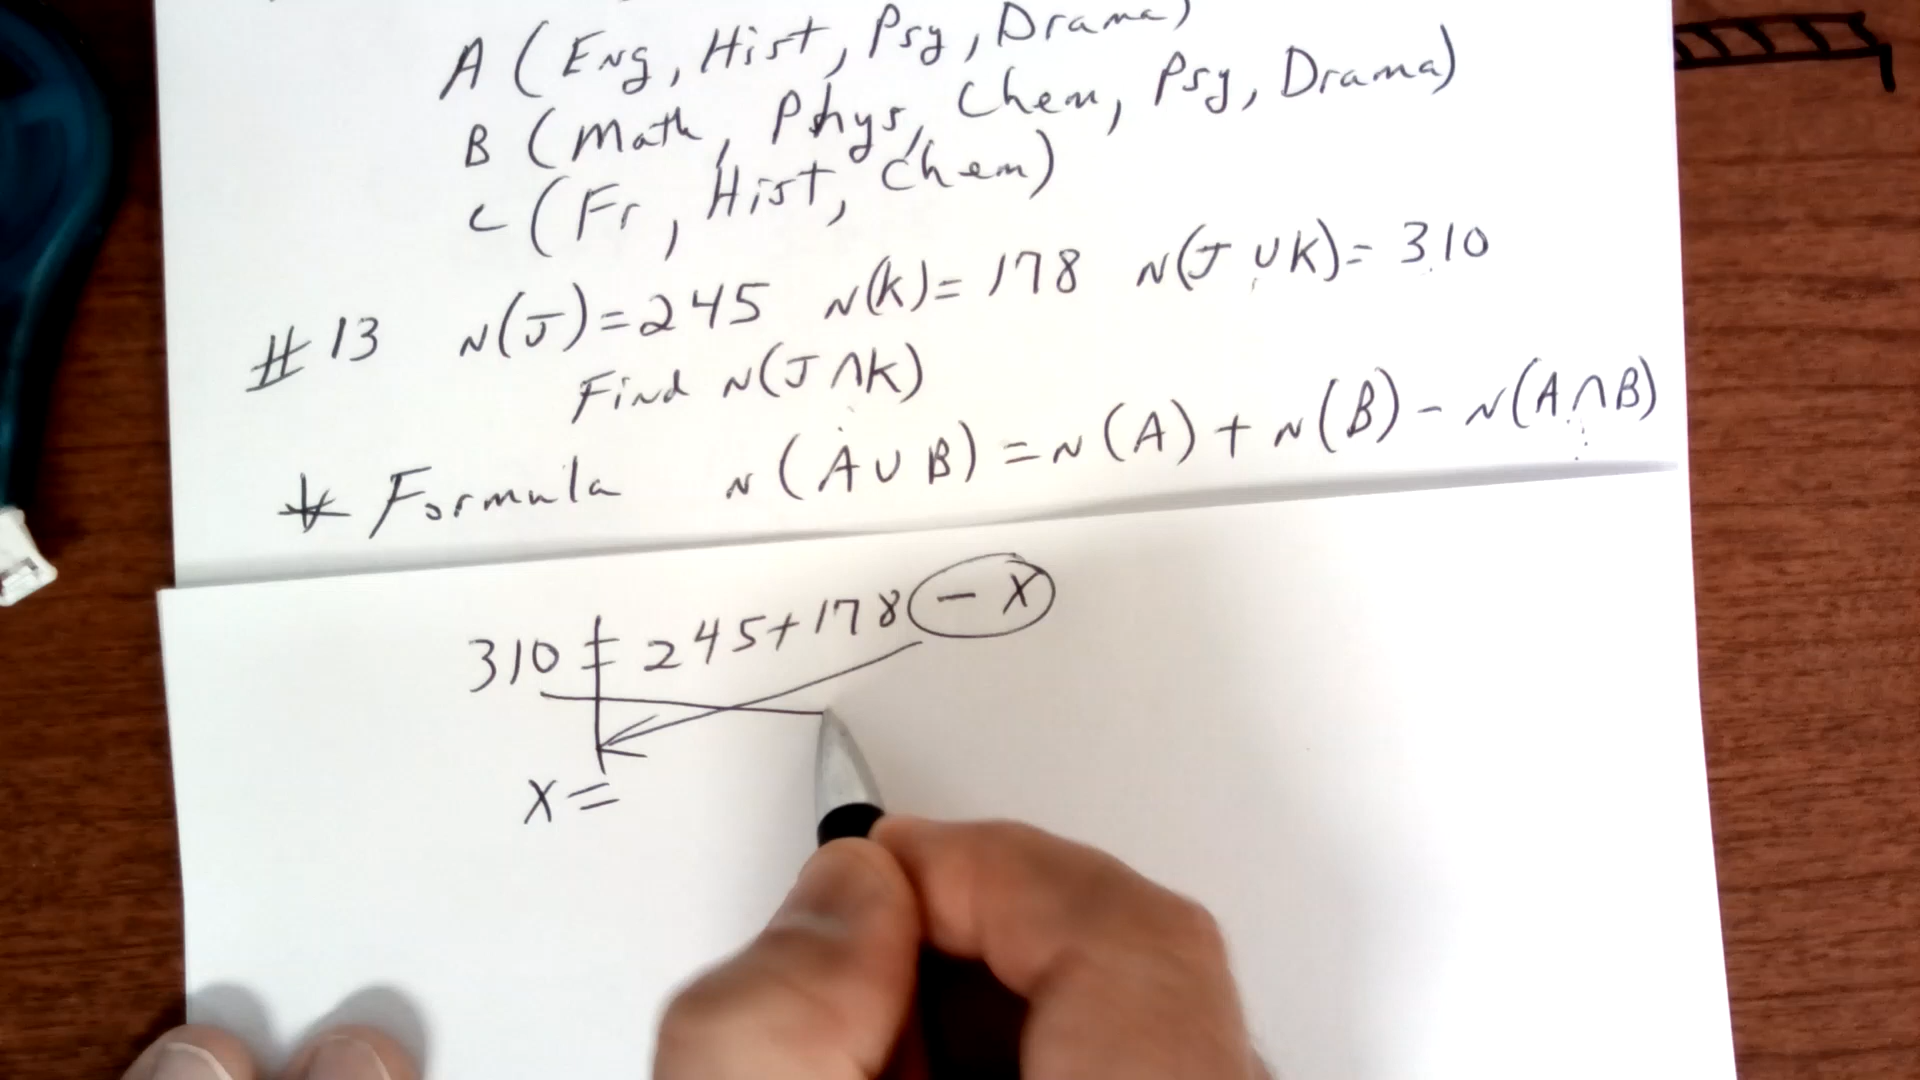 A (Eng, Hist, Psy, Drama)
B (Math, Phys, Chem, Psy, Drama)
C (Fr, Hist, Chem)
# 13 N(J)=245 N(K)=178 N(J∪K)=310
Find N(J∩K)
* Formula N(A∪B)=N(A)+N(B)-N(A∩B)
310=245+178-X
X=